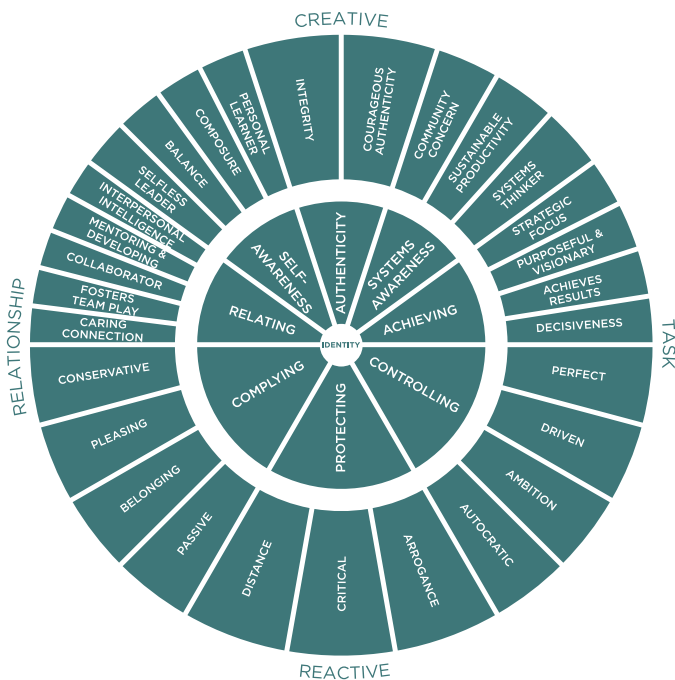 CREATIVE
INTEGRITY
COURAGEOUS
AUTHENTICITY
COMMUNITY
CONCERN
SUSTAINABLE
PRODUCTIVITY
SYSTEMS
THINKER
STRATEGIC
FOCUS
PURPOSEFUL &
VISIONARY
ACHIEVES
RESULTS
DECISIVENESS
TASK
PERFECT
DRIVEN
AMBITION
AUTOCRATIC
ARROGANCE
CRITICAL
DISTANCE
PASSIVE
BELONGING
PLEASING
CONSERVATIVE
RELATIONSHIP
CARING
CONNECTION
FOSTERS
TEAM PLAY
COLLABORATOR
MENTORING &
DEVELOPING
INTERPERSONAL
INTELLIGENCE
SELFLESS
LEADER
BALANCE
COMPOSURE
PERSONAL
LEARNER
SELF-
AWARENESS
AUTHENTICITY
SYSTEMS
AWARENESS
RELATING
ACHIEVING
IDENTITY
COMPLYING
CONTROLLING
PROTECTING
REACTIVE